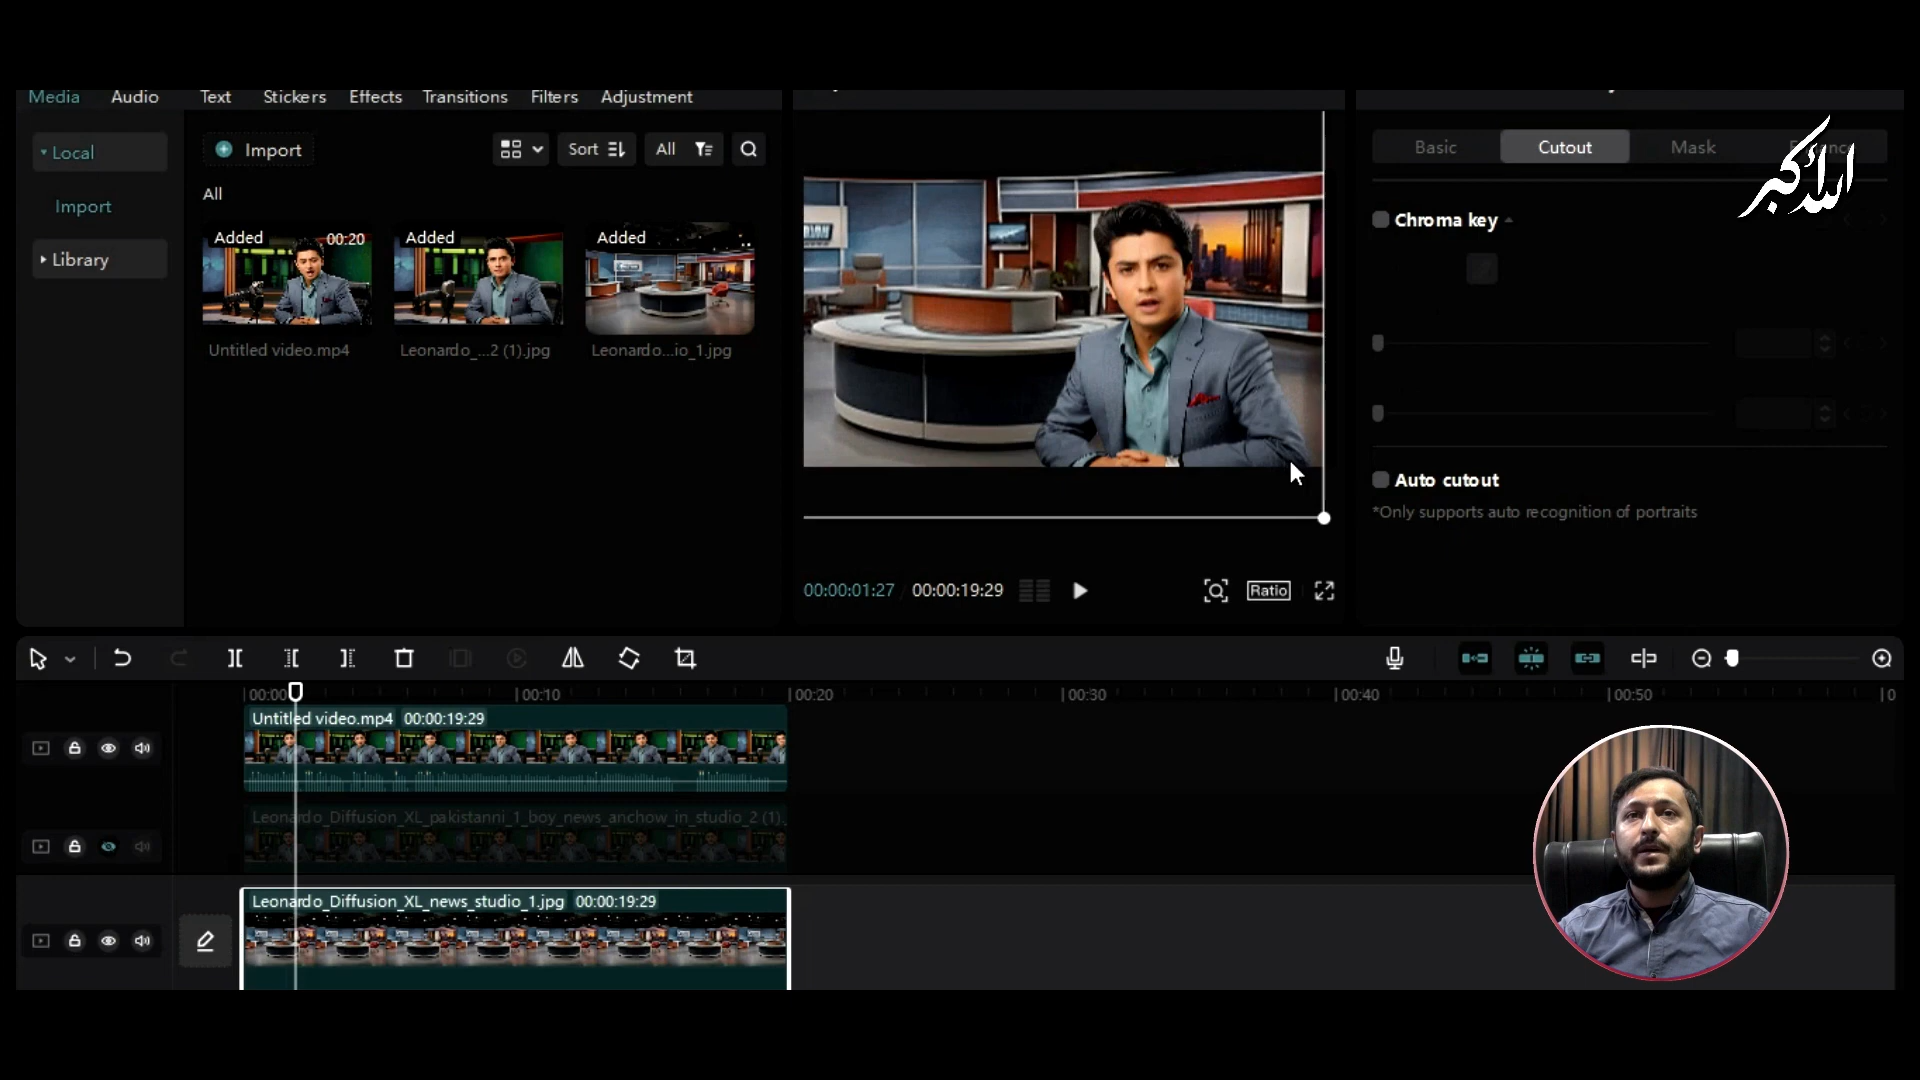 Media Audio Text Stickers Effects Transitions Filters Adjustment
Local
Import
Library
Import
Sort
All
All
Added 00:20
Added
Added
Untitled video.mp4
Leonardo_...2 (1).jpg
Leonardo...io_1.jpg
00:00:01:27 / 00:00:19:29
Ratio
Basic Cutout Mask
الله اکبر
Chroma key
Auto cutout
*Only supports auto recognition of portraits
00:00 00:10 00:20 00:30 00:40 00:50
Untitled video.mp4 00:00:19:29
Leonardo_Diffusion_XL_pakistanni_1_boy_news_anchow_in_studio_2 (1).
Leonardo_Diffusion_XL_news_studio_1.jpg 00:00:19:29